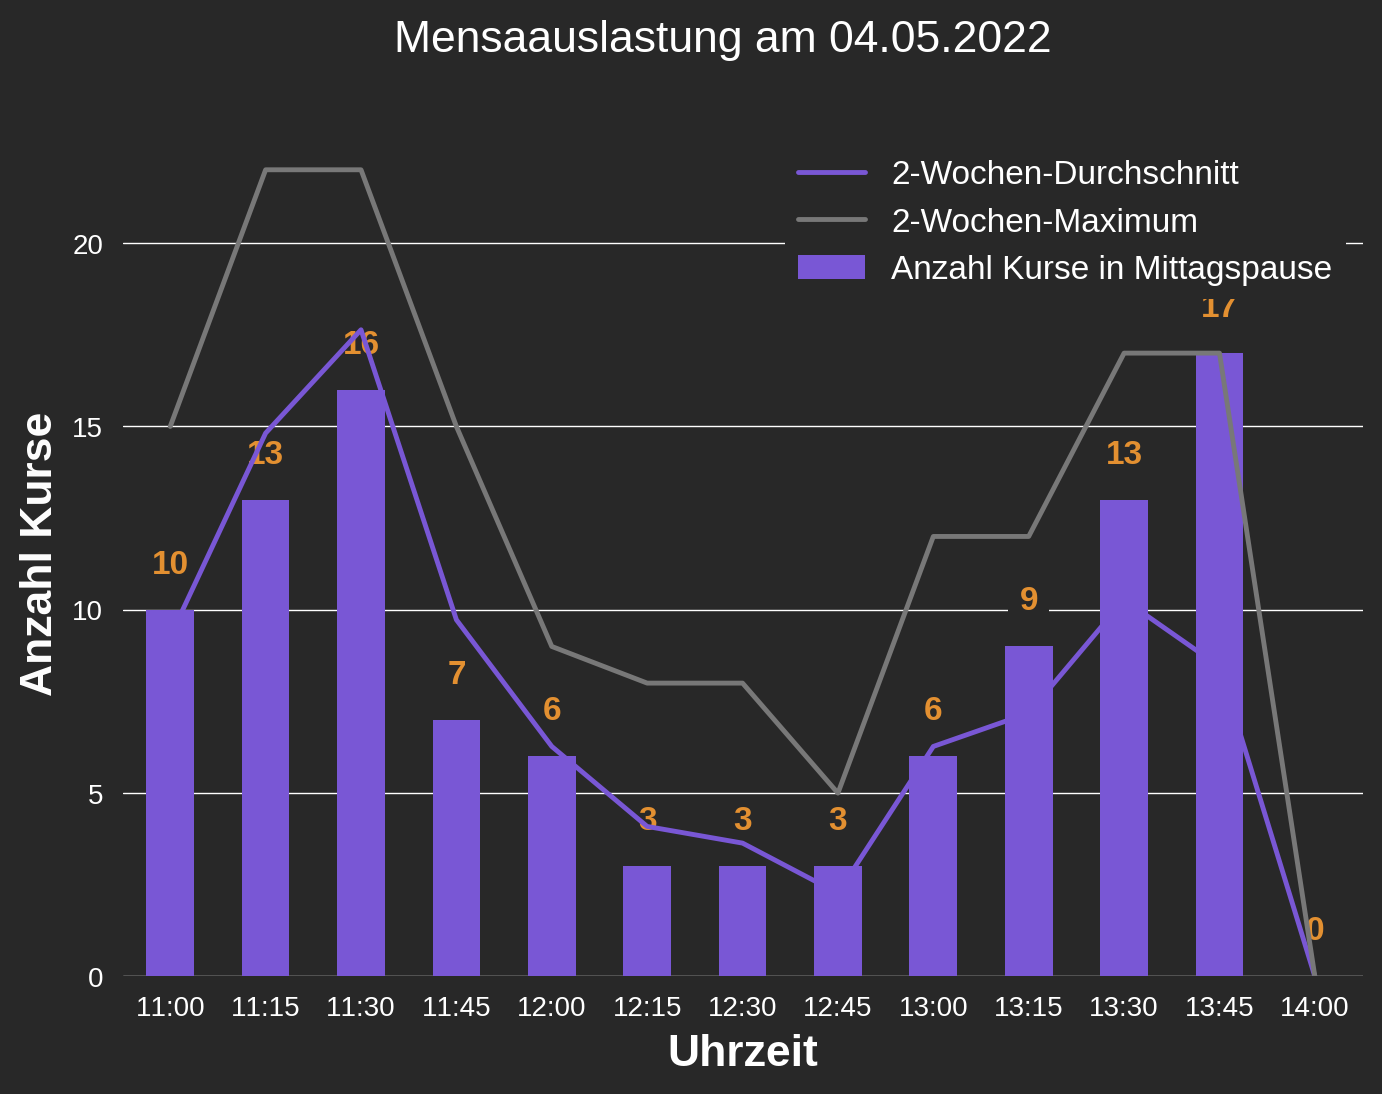 Mensaauslastung am 04.05.2022
2-Wochen-Durchschnitt
2-Wochen-Maximum
Anzahl Kurse in Mittagspause
Anzahl Kurse
20
15
10
5
0
10
13
16
7
6
3
3
3
6
9
13
17
0
11:00 11:15 11:30 11:45 12:00 12:15 12:30 12:45 13:00 13:15 13:30 13:45 14:00
Uhrzeit